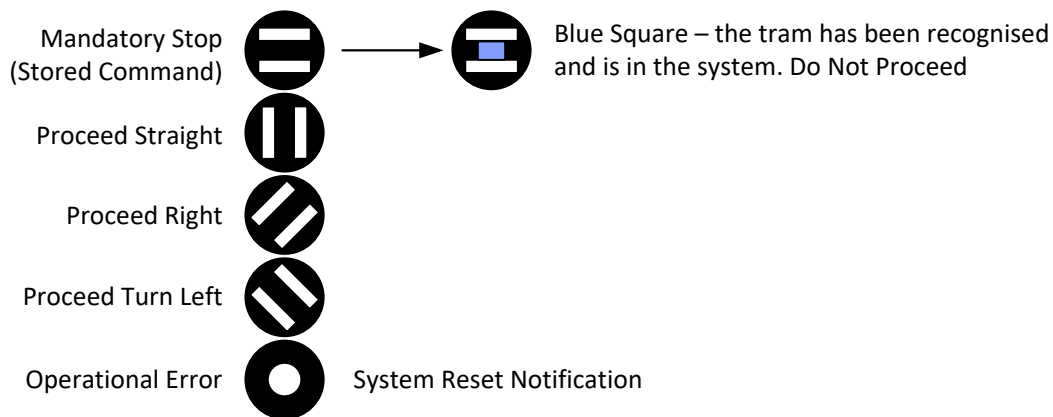 Mandatory Stop
(Stored Command)
Blue Square – the tram has been recognised
and is in the system. Do Not Proceed
Proceed Straight
Proceed Right
Proceed Turn Left
Operational Error
System Reset Notification